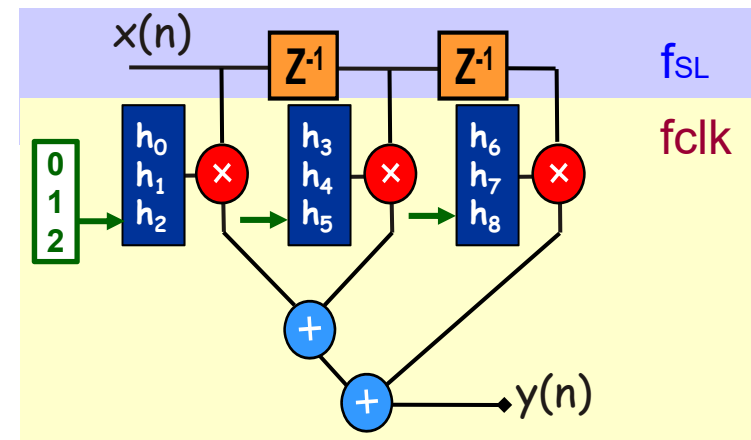 x(n)
Z-1
Z-1
fSL
fclk
0
1
2
h0
h1
h2
×
h3
h4
h5
×
h6
h7
h8
×
+
+
y(n)